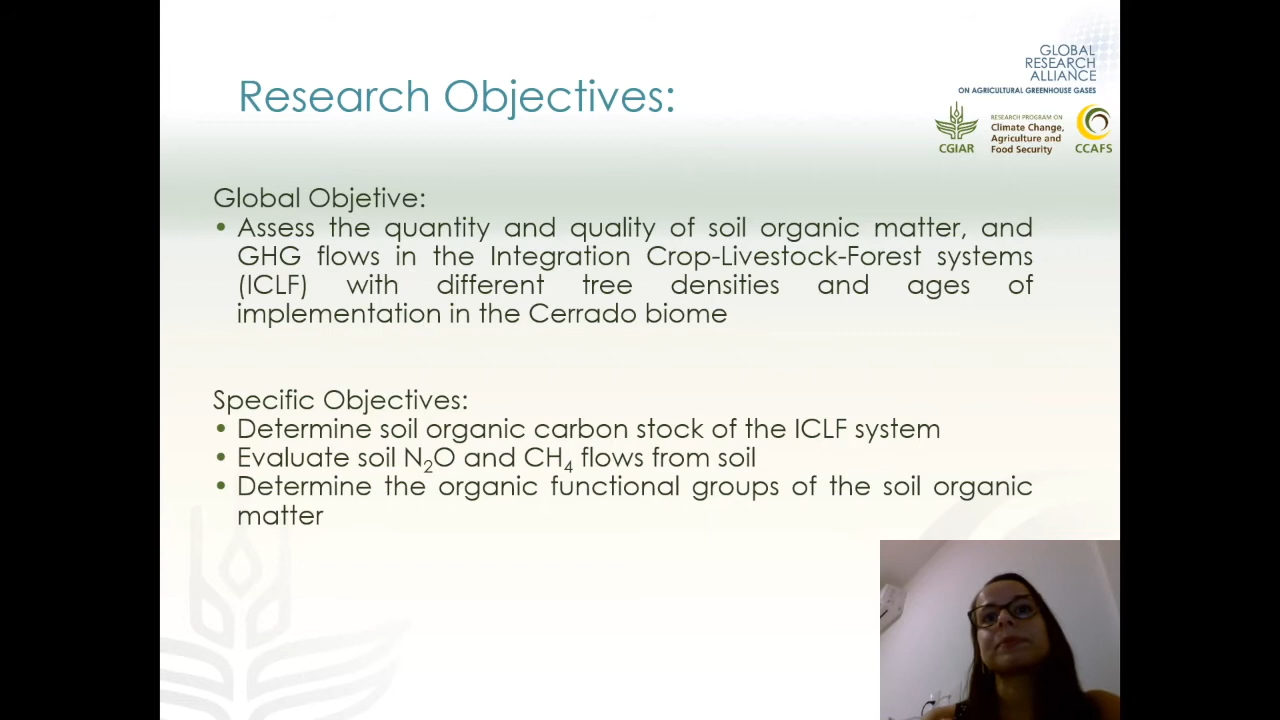 GLOBAL
RESEARCH
ALLIANCE
ON AGRICULTURAL GREENHOUSE GASES
Research Objectives:
CGIAR
RESEARCH PROGRAM ON
Climate Change,
Agriculture and
Food Security
CCAFS
Global Objetive:
• Assess the quantity and quality of soil organic matter, and
GHG flows in the Integration Crop-Livestock-Forest systems
(ICLF) with different tree densities and ages of
implementation in the Cerrado biome
Specific Objectives:
• Determine soil organic carbon stock of the ICLF system
• Evaluate soil N₂O and CH₄ flows from soil
• Determine the organic functional groups of the soil organic
matter